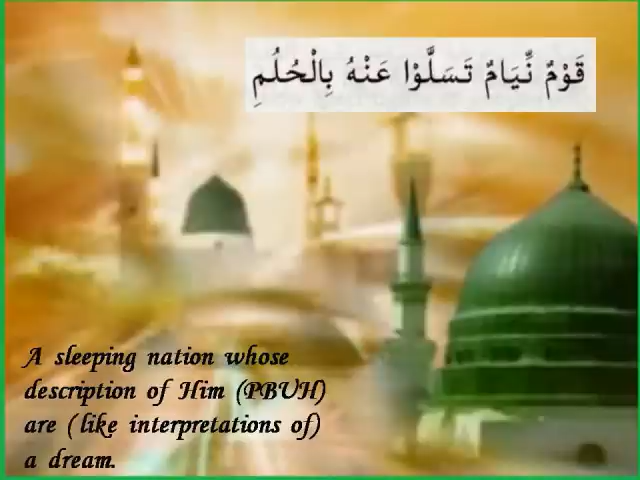 قَوْمٌ نِّيَامٌ تَسَلَّوْا عَنْهُ بِالْحُلُمِ
A sleeping nation whose
description of Him (PBUH)
are (like interpretations of)
a dream.